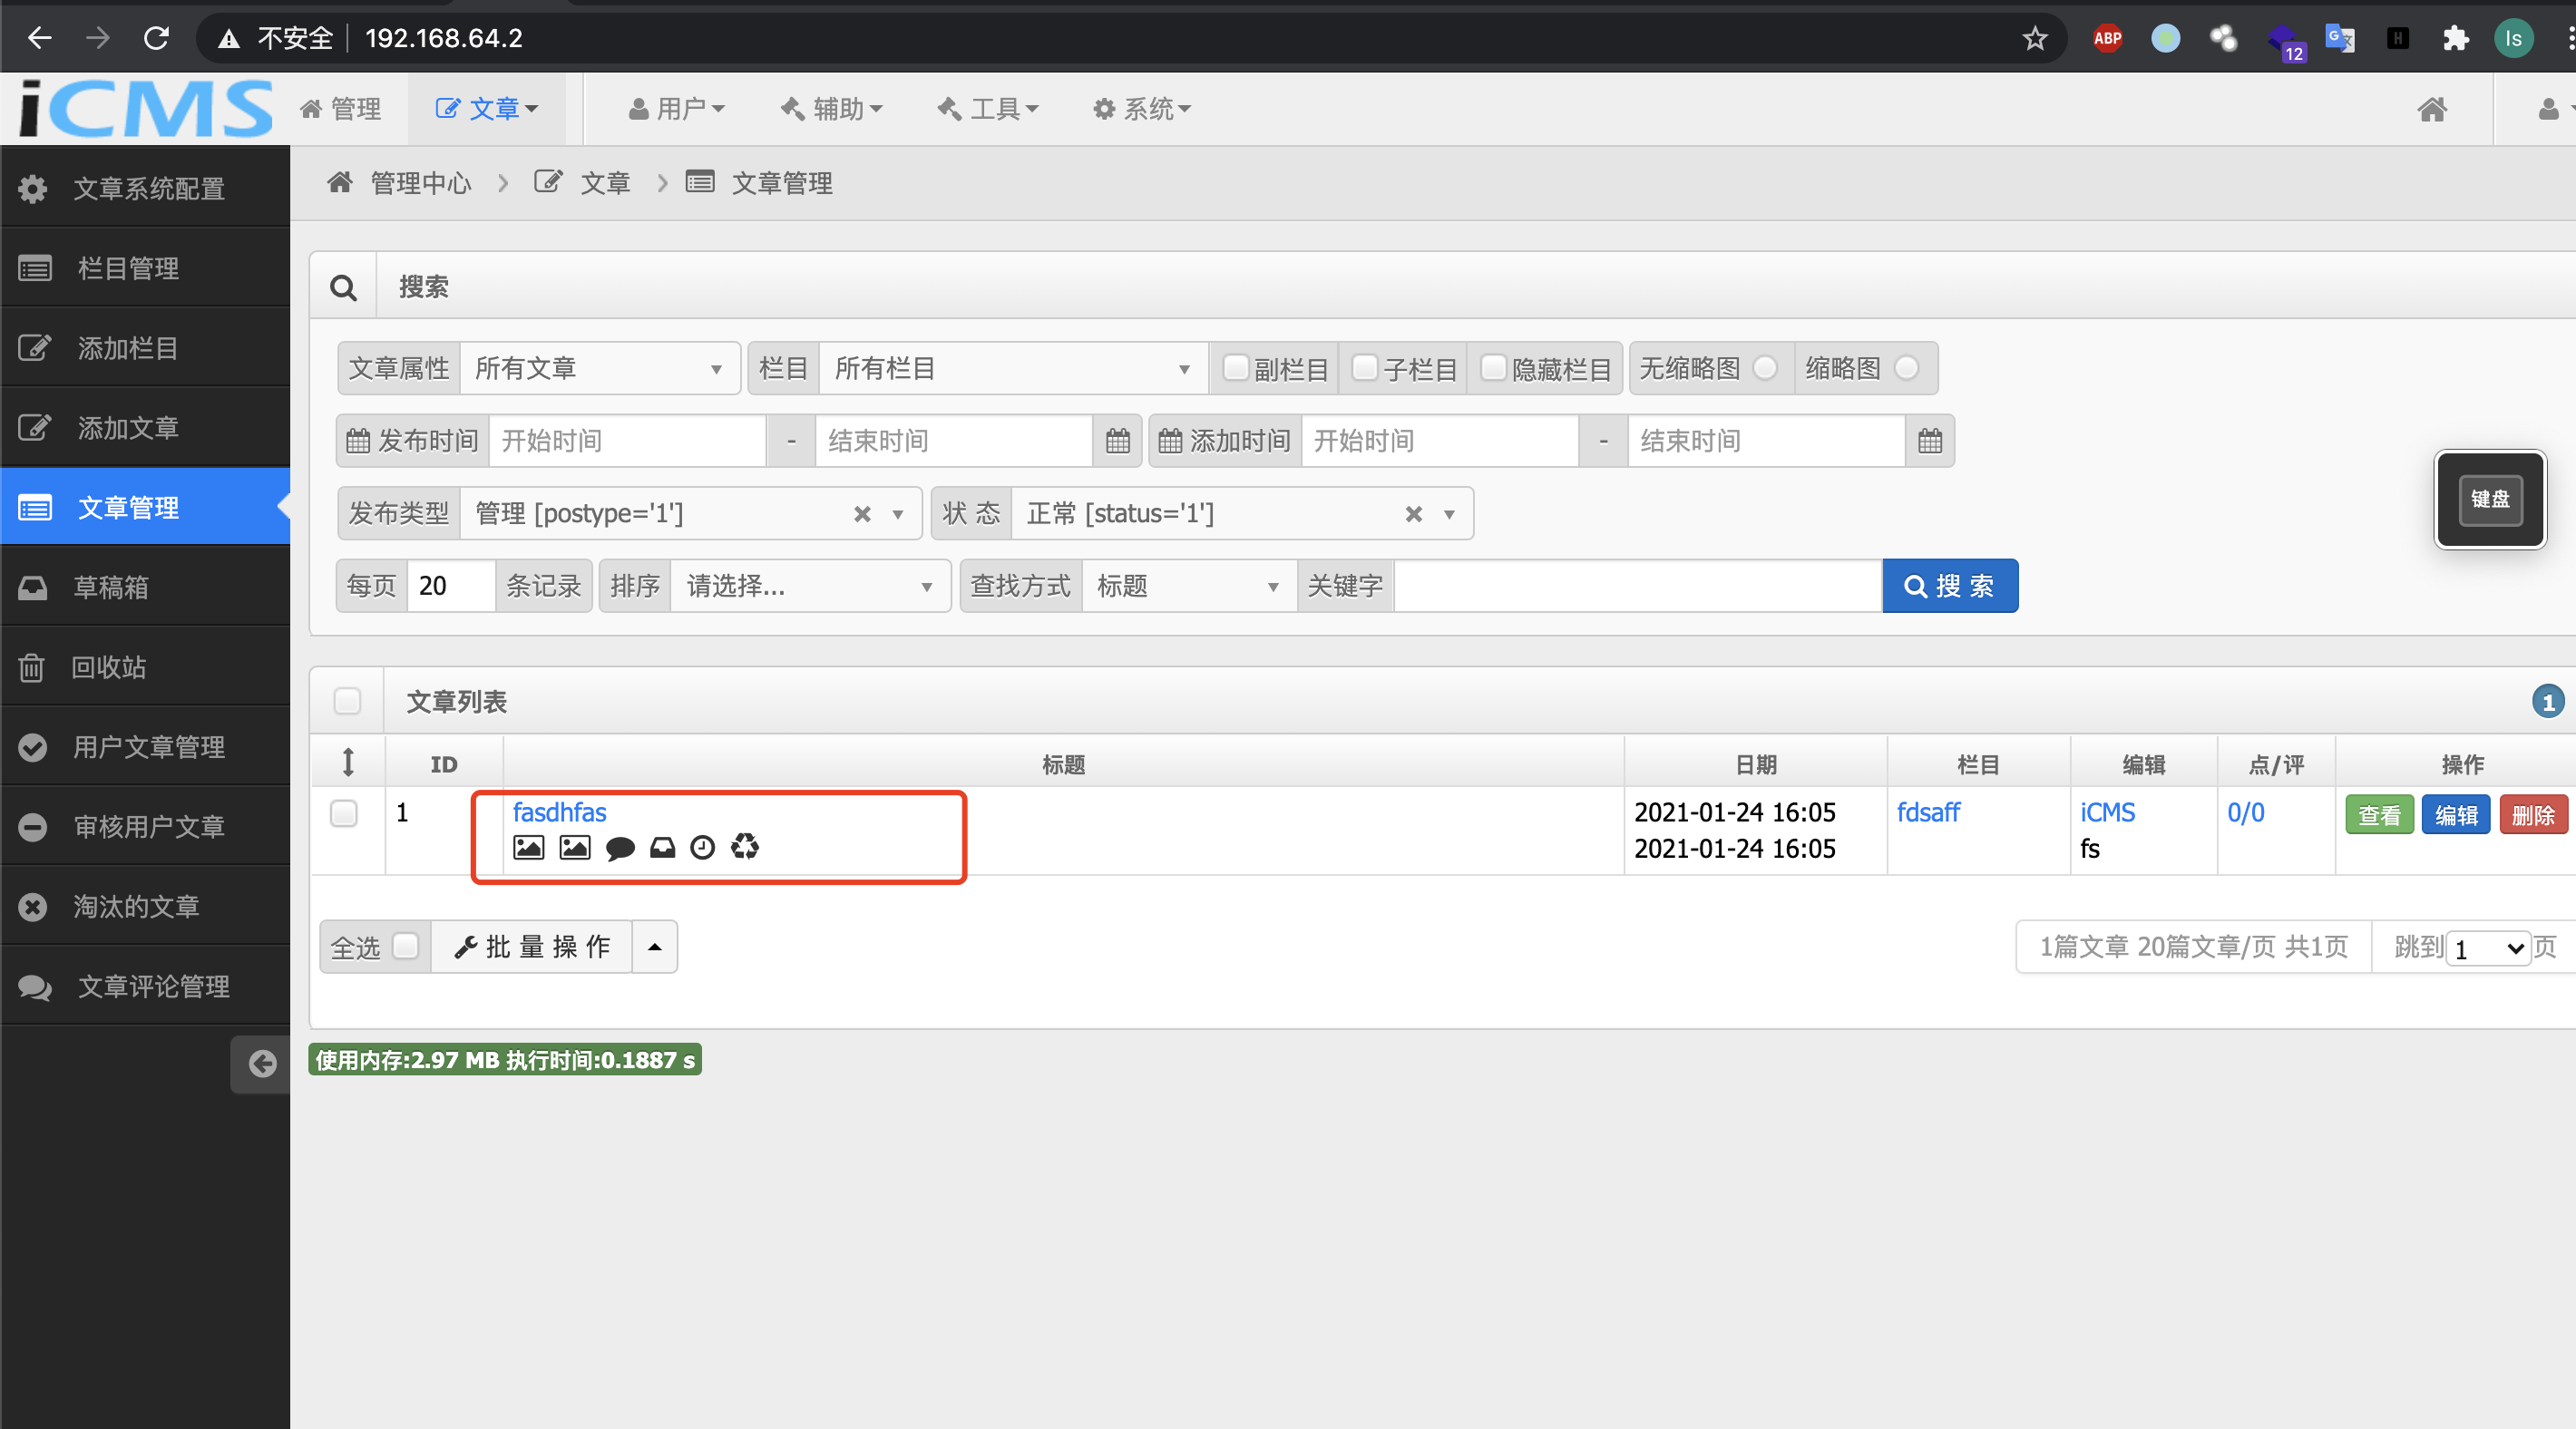 不安全 192.168.64.2 ABP 12 G 文 H ls
iCMS 管理 文章 用户 辅助 工具 系统
管理中心 文章 文章管理
文章系统配置
栏目管理
添加栏目
添加文章
文章管理
草稿箱
回收站
用户文章管理
审核用户文章
淘汰的文章
文章评论管理
搜索
文章属性 所有文章 栏目 所有栏目 副栏目 子栏目 隐藏栏目 无缩略图 缩略图
发布时间 开始时间 - 结束时间 添加时间 开始时间 - 结束时间
发布类型 管理 [postype='1'] 状 态 正常 [status='1']
键盘
每页 20 条记录 排序 请选择... 查找方式 标题 关键字 搜 索
文章列表 1
ID 标题 日期 栏目 编辑 点/评 操作
1 fasdhfas 2021-01-24 16:05 fdsaff iCMS 0/0 查看 编辑 删除
2021-01-24 16:05 fs
全选 批 量 操 作 1篇文章 20篇文章/页 共1页 跳到 1 页
使用内存:2.97 MB 执行时间:0.1887 s